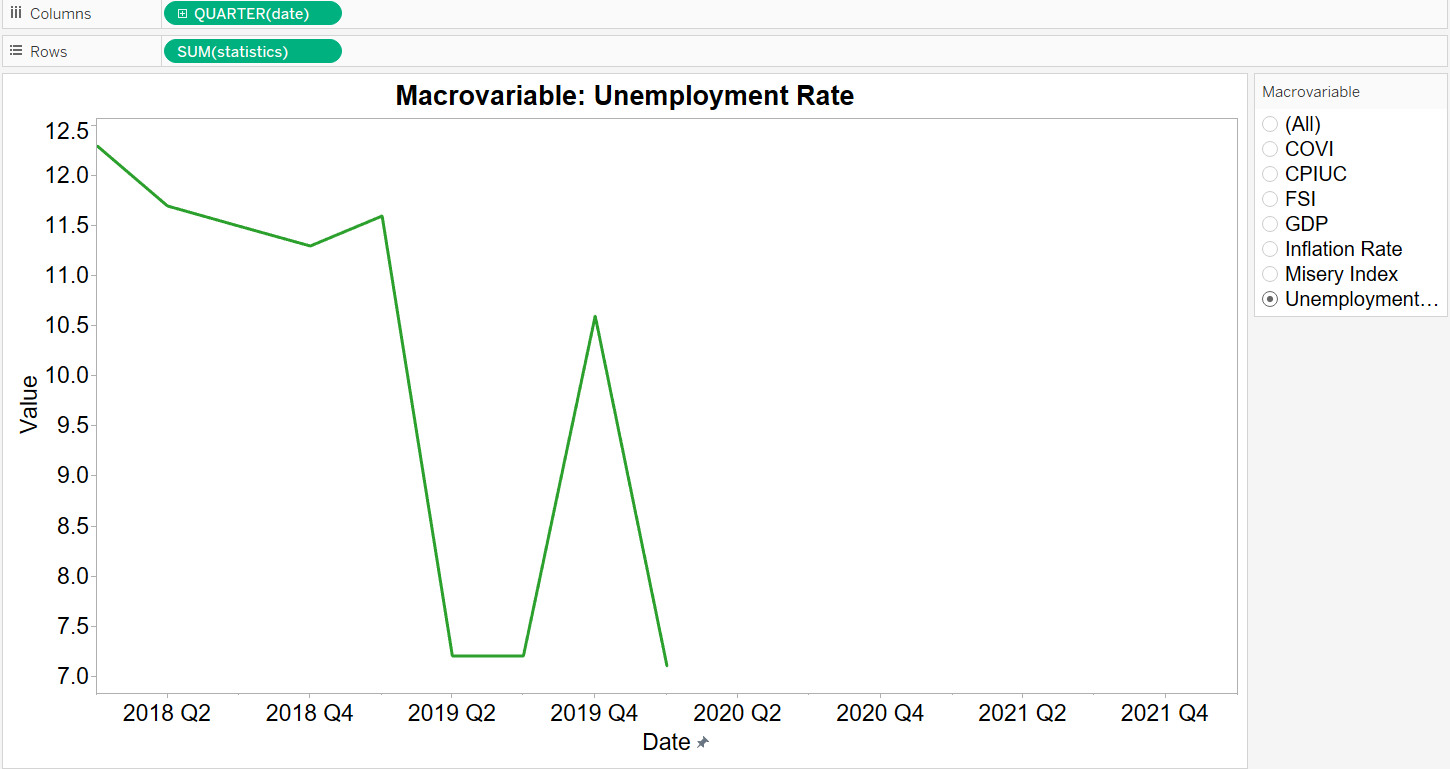 Columns
QUARTER(date)
Rows
SUM(statistics)
Macrovariable: Unemployment Rate
12.5
12.0
11.5
11.0
10.5
10.0
9.5
9.0
8.5
8.0
7.5
7.0
Value
2018 Q2 2018 Q4 2019 Q2 2019 Q4 2020 Q2 2020 Q4 2021 Q2 2021 Q4
Date
Macrovariable
(All)
COVI
CPIUC
FSI
GDP
Inflation Rate
Misery Index
Unemployment...